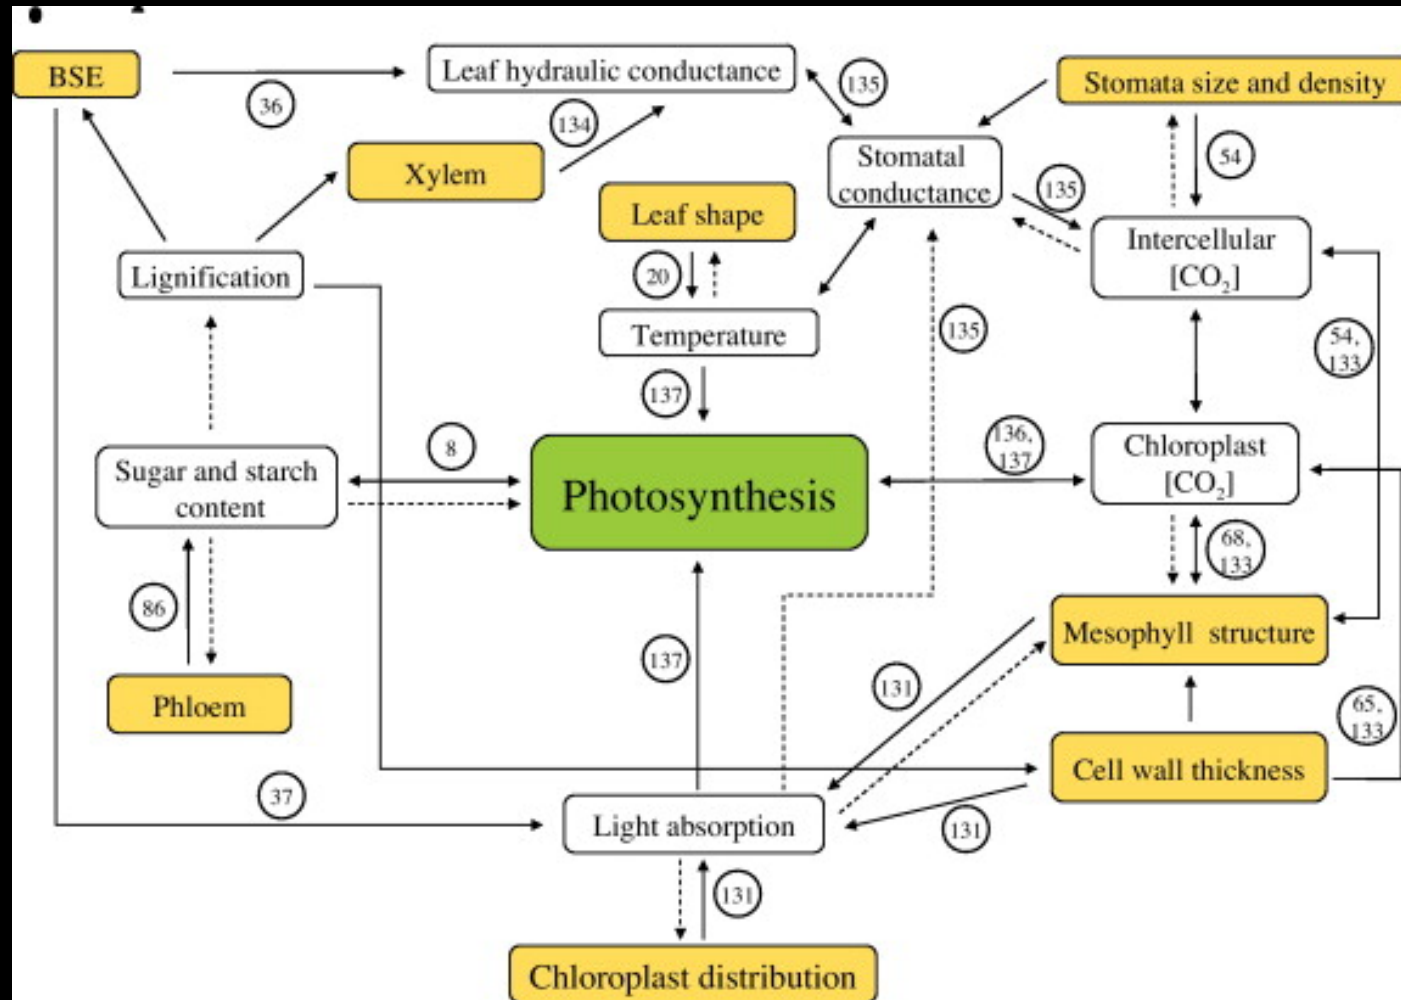 BSE
Leaf hydraulic conductance
Stomata size and density
36
134
135
54
Xylem
Stomatal
conductance
135
Leaf shape
Intercellular
[CO₂]
Lignification
20
Temperature
135
54,
133
137
8
136,
137
Chloroplast
[CO₂]
Sugar and starch
content
Photosynthesis
68,
133
86
Mesophyll structure
137
131
Phloem
65,
133
Cell wall thickness
37
Light absorption
131
131
Chloroplast distribution